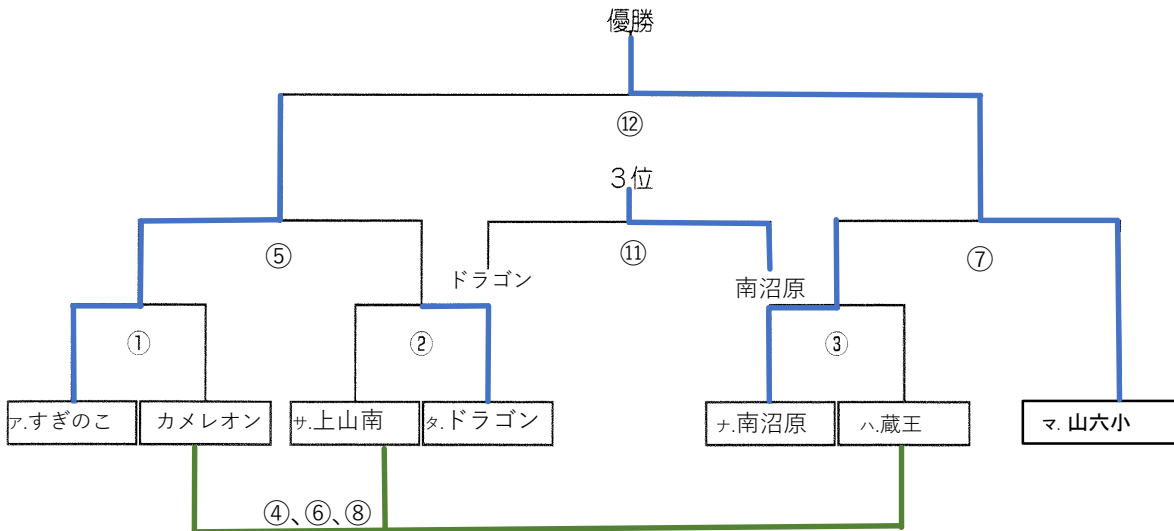 優勝
⑫
３位
⑤
⑪
⑦
ドラゴン
南沼原
①
②
③
ア.すぎのこ
カメレオン
サ.上山南
タ.ドラゴン
ナ.南沼原
ハ.蔵王
マ. 山六小
④、⑥、⑧